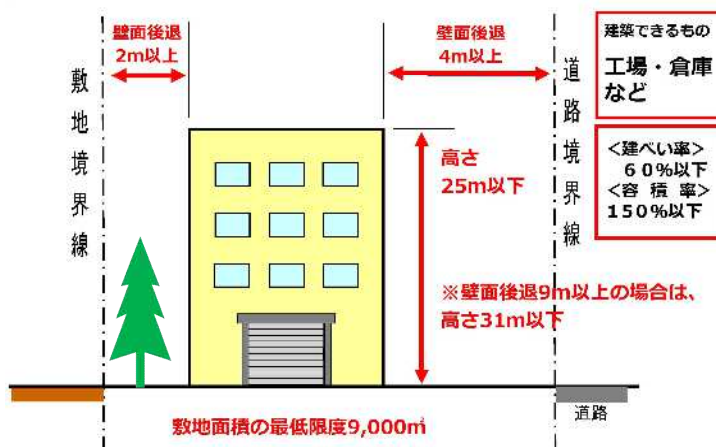 壁面後退
2m以上
壁面後退
4m以上
敷地境界線
道路境界線
建築できるもの
工場・倉庫
など
<建ぺい率>
60%以下
<容積率>
150%以下
高さ
25m以下
※壁面後退9m以上の場合は、
高さ31m以下
道路
敷地面積の最低限度9,000㎡